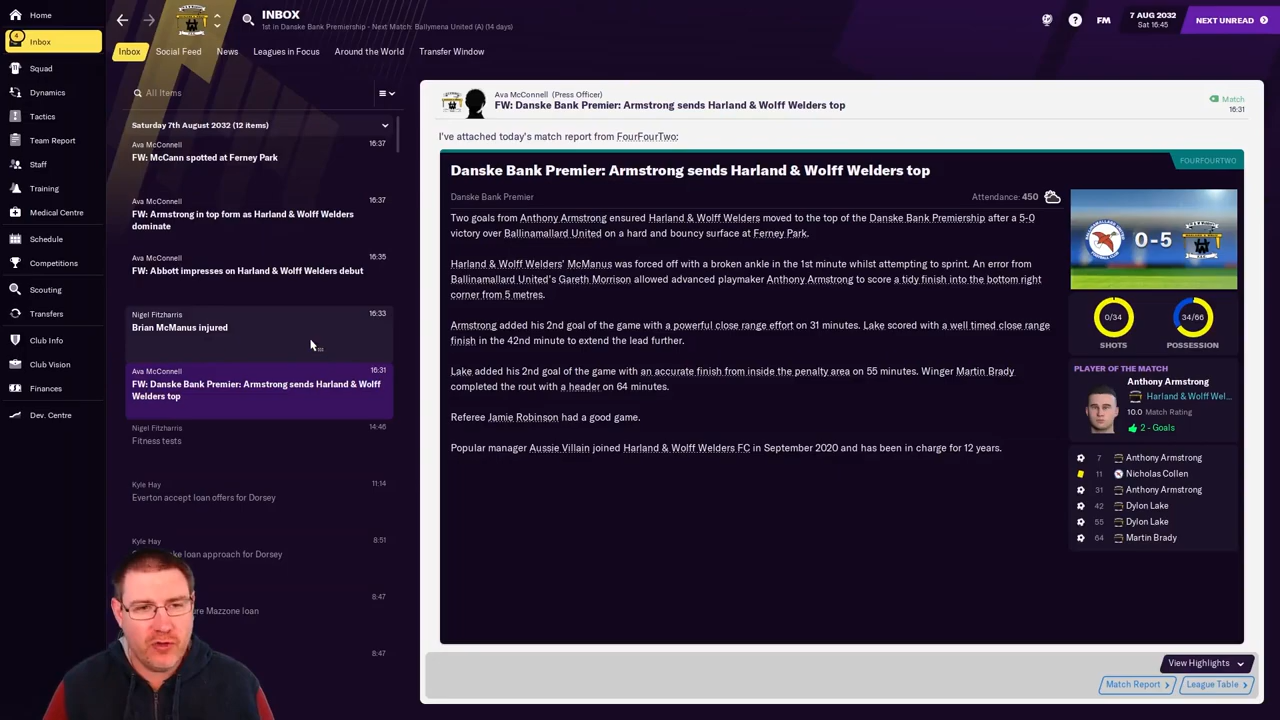 Home
INBOX
1st in Danske Bank Premiership - Next Match: Ballymena United (A) (14 days)
FM
7 AUG 2032
Sat 16:45
NEXT UNREAD
4
Inbox
Squad
Dynamics
Tactics
Team Report
Staff
Training
Medical Centre
Schedule
Competitions
Scouting
Transfers
Club Info
Club Vision
Finances
Dev. Centre
Inbox
Social Feed
News
Leagues in Focus
Around the World
Transfer Window
All Items
Saturday 7th August 2032 (12 items)
Ava McConnell
16:37
FW: McCann spotted at Ferney Park
Ava McConnell
16:37
FW: Armstrong in top form as Harland & Wolff Welders
dominate
Ava McConnell
16:35
FW: Abbott impresses on Harland & Wolff Welders debut
Nigel Fitzharris
16:33
Brian McManus injured
Ava McConnell
16:31
FW: Danske Bank Premier: Armstrong sends Harland & Wolff
Welders top
Nigel Fitzharris
14:46
Fitness tests
Kyle Hay
11:14
Everton accept loan offers for Dorsey
Kyle Hay
8:51
loan approach for Dorsey
8:47
Mazzone loan
8:47
Ava McConnell (Press Officer)
FW: Danske Bank Premier: Armstrong sends Harland & Wolff Welders top
Match
16:31
I've attached today's match report from FourFourTwo:
FOURFOURTWO
Danske Bank Premier: Armstrong sends Harland & Wolff Welders top
Danske Bank Premier
Attendance: 450
Two goals from Anthony Armstrong ensured Harland & Wolff Welders moved to the top of the Danske Bank Premiership after a 5-0
victory over Ballinamallard United on a hard and bouncy surface at Ferney Park.
Harland & Wolff Welders' McManus was forced off with a broken ankle in the 1st minute whilst attempting to sprint. An error from
Ballinamallard United's Gareth Morrison allowed advanced playmaker Anthony Armstrong to score a tidy finish into the bottom right
corner from 5 metres.
Armstrong added his 2nd goal of the game with a powerful close range effort on 31 minutes. Lake scored with a well timed close range
finish in the 42nd minute to extend the lead further.
Lake added his 2nd goal of the game with an accurate finish from inside the penalty area on 55 minutes. Winger Martin Brady
completed the rout with a header on 64 minutes.
Referee Jamie Robinson had a good game.
Popular manager Aussie Villain joined Harland & Wolff Welders FC in September 2020 and has been in charge for 12 years.
0-5
0/34
SHOTS
34/66
POSSESSION
PLAYER OF THE MATCH
Anthony Armstrong
Harland & Wolff Wel...
10.0 Match Rating
2 - Goals
7 Anthony Armstrong
11 Nicholas Collen
31 Anthony Armstrong
42 Dylon Lake
55 Dylon Lake
64 Martin Brady
View Highlights
Match Report
League Table